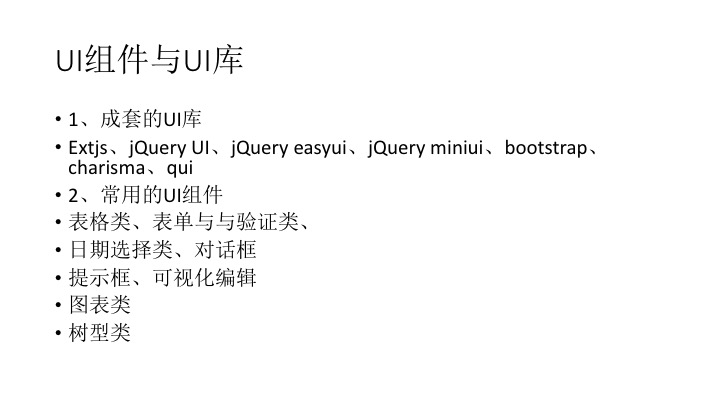 UI组件与UI库
• 1、成套的UI库
• Extjs、jQuery UI、jQuery easyui、jQuery miniui、bootstrap、
charisma、qui
• 2、常用的UI组件
• 表格类、表单与与验证类、
• 日期选择类、对话框
• 提示框、可视化编辑
• 图表类
• 树型类